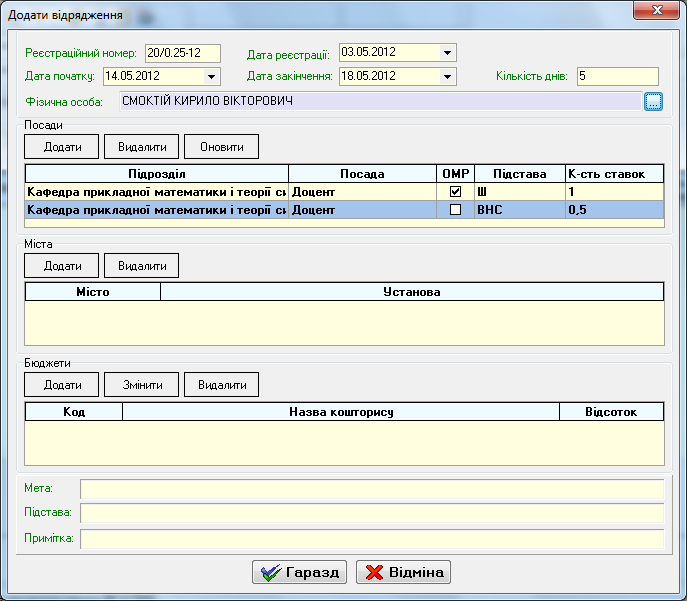 Додати відрядження
Реєстраційний номер: 20/0.25-12 Дата реєстрації: 03.05.2012
Дата початку: 14.05.2012 Дата закінчення: 18.05.2012 Кількість днів: 5
Фізична особа: СМОКТІЙ КИРИЛО ВІКТОРОВИЧ ...
Посади
Додати Видалити Оновити
Підрозділ Посада ОМР Підстава К-сть ставок
Кафедра прикладної математики і теорії си Доцент Ш 1
Кафедра прикладної математики і теорії си Доцент ВНС 0,5
Міста
Додати Видалити
Місто Установа
Бюджети
Додати Змінити Видалити
Код Назва кошторису Відсоток
Мета:
Підстава:
Примітка:
Гаразд Відміна